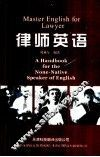 Master English for
Lawyer
律师英语
A Handbook
for the
None-Native
Speaker of English